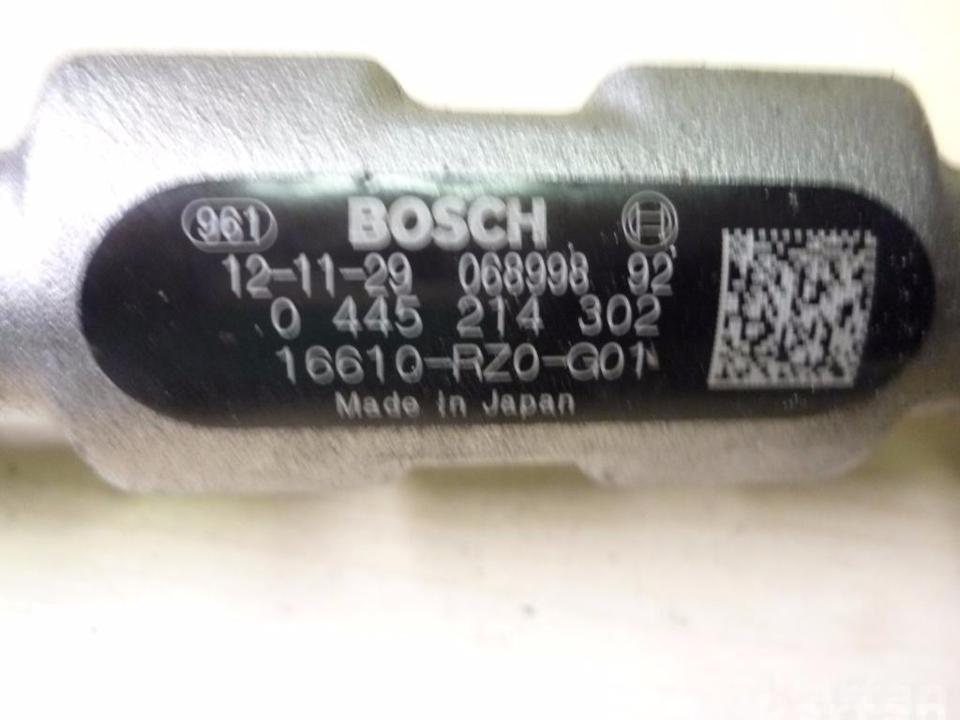 961 BOSCH
12-11-29 068998 92
0 445 214 302
16610-RZ0-G01
Made in Japan